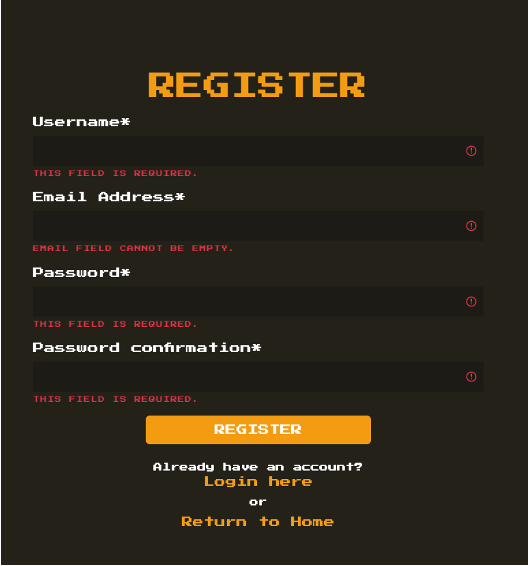 REGISTER
Username*
THIS FIELD IS REQUIRED.
Email Address*
EMAIL FIELD CANNOT BE EMPTY.
Password*
THIS FIELD IS REQUIRED.
Password confirmation*
THIS FIELD IS REQUIRED.
REGISTER
Already have an account?
Login here
or
Return to Home